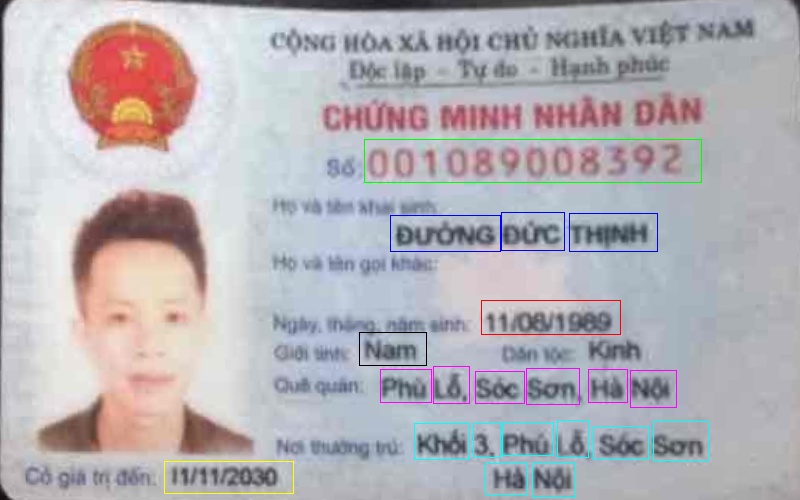 CỘNG HÒA XÃ HỘI CHỦ NGHĨA VIỆT NAM
Độc lập - Tự do - Hạnh phúc
CHỨNG MINH NHÂN DÂN
Số: 001089008392
Họ và tên khai sinh:
ĐƯỜNG ĐỨC THỊNH
Họ và tên gọi khác:
Ngày, tháng, năm sinh: 11/06/1989
Giới tính: Nam Dân tộc: Kinh
Quê quán: Phù Lỗ, Sóc Sơn, Hà Nội
Nơi thường trú: Khối 3, Phù Lỗ, Sóc Sơn
Hà Nội
Có giá trị đến: 11/11/2030